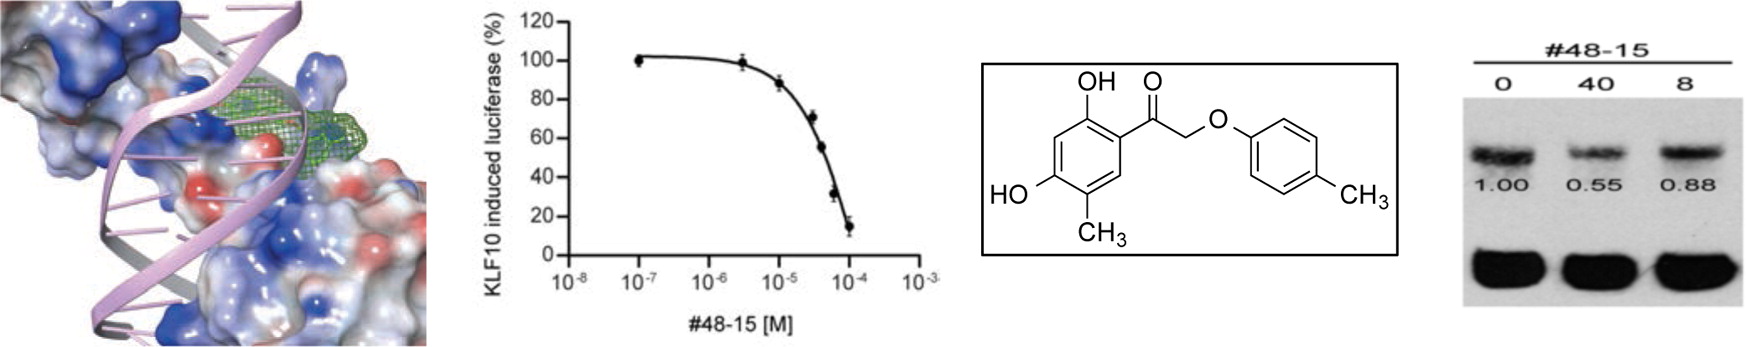 KLF10 induced luciferase (%)
120
100
80
60
40
20
0
10-8 10-7 10-6 10-5 10-4 10-3
#48-15 [M]
OH O
O
HO
CH3
CH3
#48-15
0 40 8
1.00 0.55 0.88